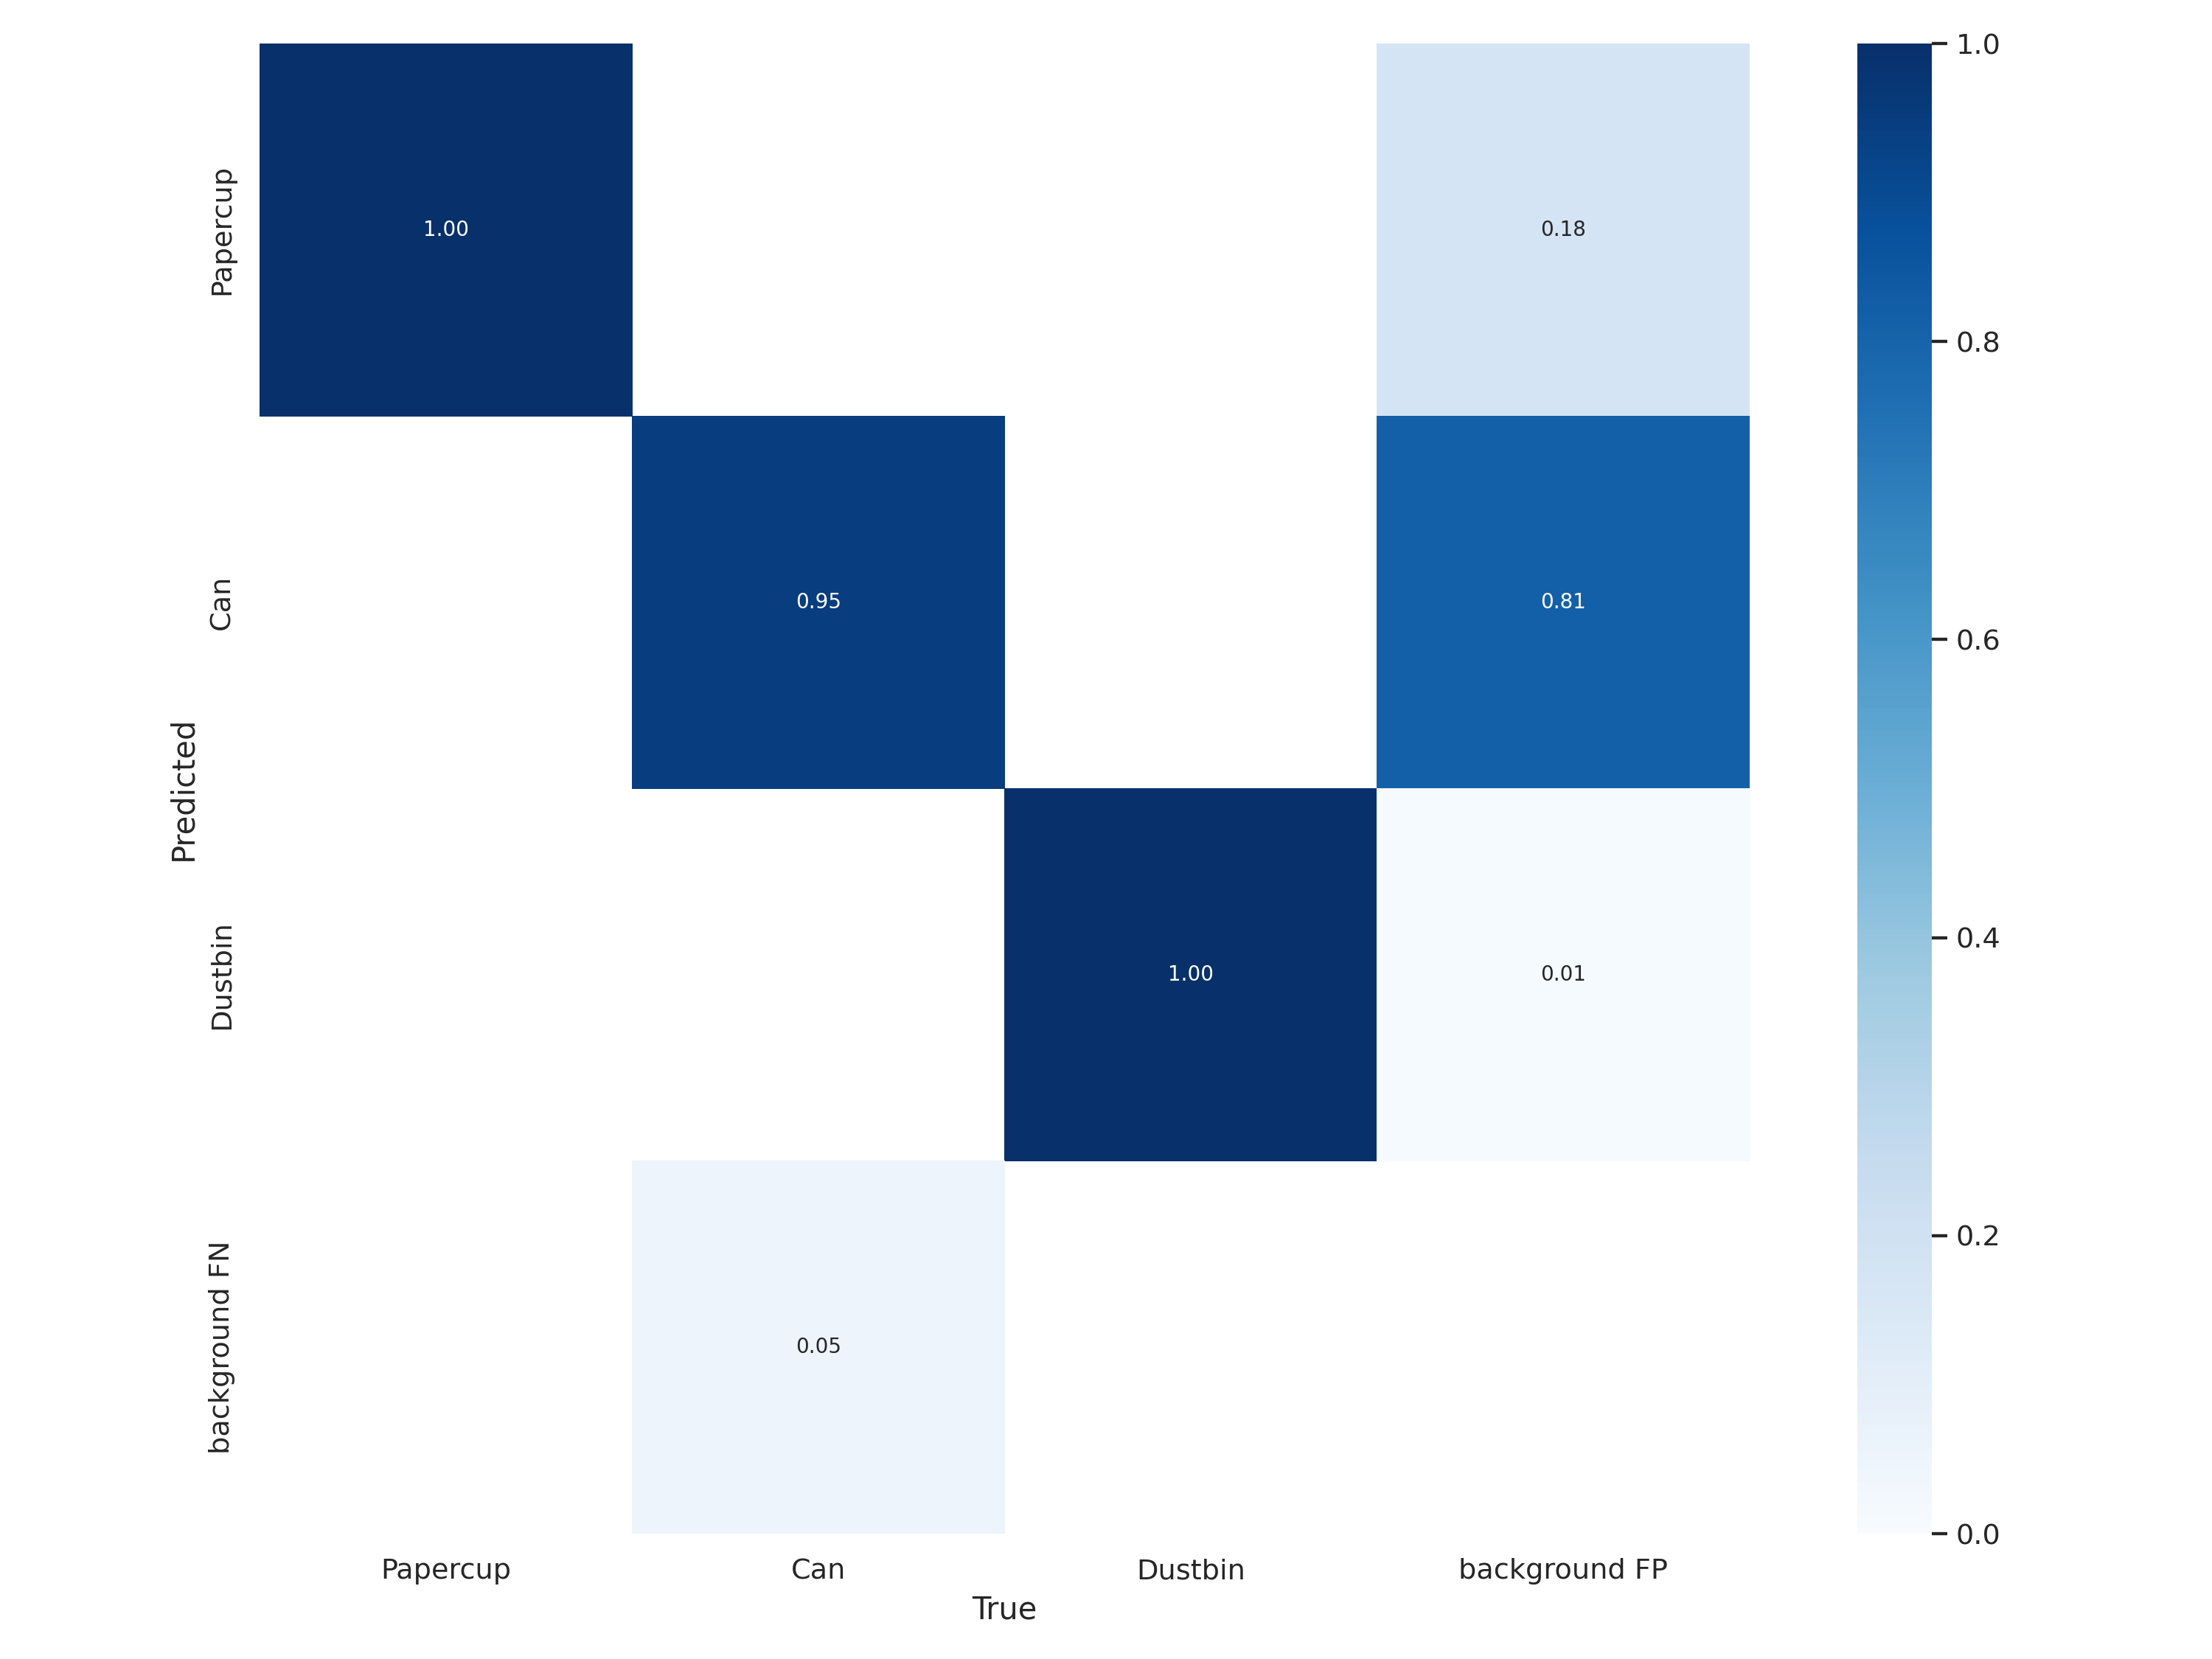 Papercup
Can
Dustbin
background FN
Predicted
1.00
0.18
0.95
0.81
1.00
0.01
0.05
Papercup
Can
Dustbin
background FP
True
1.0
0.8
0.6
0.4
0.2
0.0